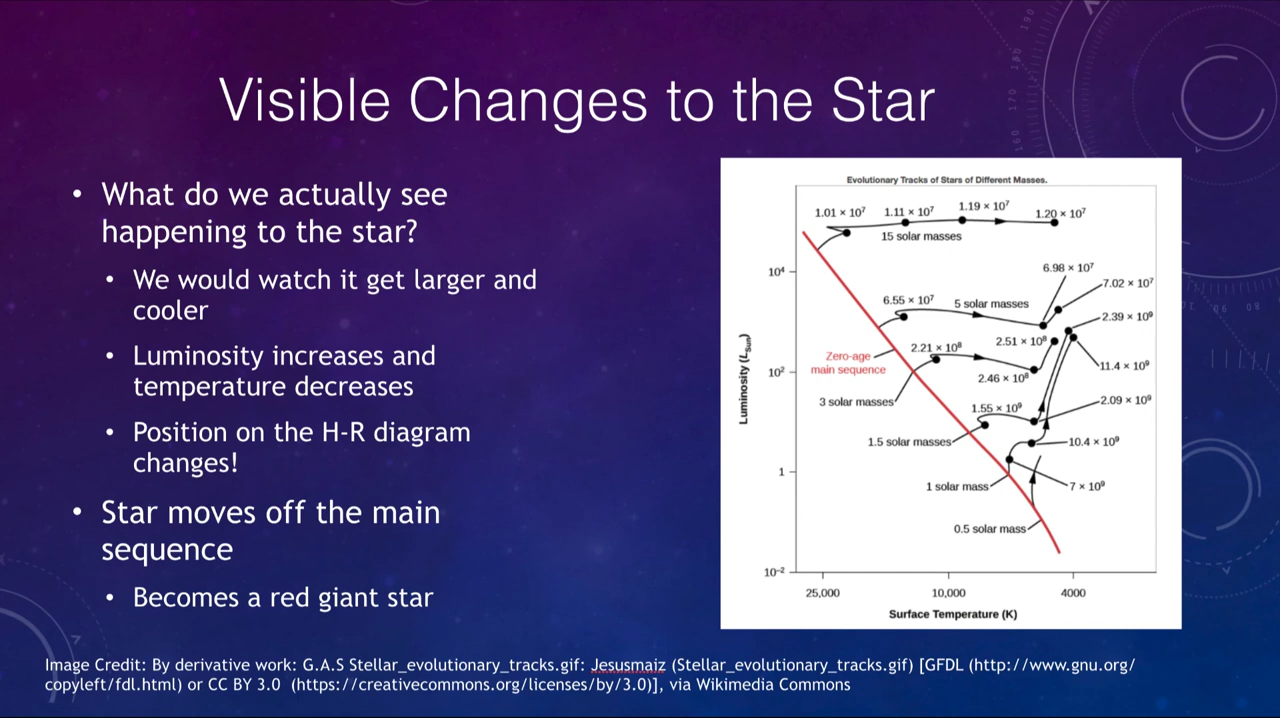 Visible Changes to the Star
• What do we actually see
happening to the star?
• We would watch it get larger and
cooler
• Luminosity increases and
temperature decreases
• Position on the H-R diagram
changes!
• Star moves off the main
sequence
• Becomes a red giant star
Evolutionary Tracks of Stars of Different Masses.
1.01 × 10⁷
1.11 × 10⁷
1.19 × 10⁷
1.20 × 10⁷
15 solar masses
10⁴
6.98 × 10⁷
7.02 × 10⁷
6.55 × 10⁷
5 solar masses
2.39 × 10⁹
2.51 × 10⁸
2.21 × 10⁸
Zero-age
main sequence
11.4 × 10⁹
10²
2.46 × 10⁸
3 solar masses
2.09 × 10⁹
1.55 × 10⁹
1.5 solar masses
10.4 × 10⁹
1
1 solar mass
7 × 10⁹
0.5 solar mass
10⁻²
Luminosity (L_Sun)
25,000
10,000
4000
Surface Temperature (K)
Image Credit: By derivative work: G.A.S Stellar_evolutionary_tracks.gif: Jesusmaiz (Stellar_evolutionary_tracks.gif) [GFDL (http://www.gnu.org/
copyleft/fdl.html) or CC BY 3.0 (https://creativecommons.org/licenses/by/3.0)], via Wikimedia Commons